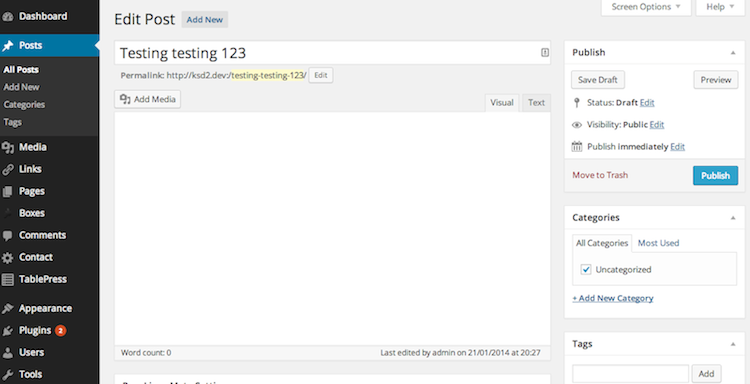 Screen Options Help
Dashboard
Posts
All Posts
Add New
Categories
Tags
Media
Links
Pages
Boxes
Comments
Contact
TablePress
Appearance
Plugins 2
Users
Tools
Edit Post Add New
Testing testing 123
Permalink: http://ksd2.dev:/testing-testing-123/ Edit
Add Media
Visual Text
Word count: 0
Last edited by admin on 21/01/2014 at 20:27
Publish
Save Draft Preview
Status: Draft Edit
Visibility: Public Edit
Publish immediately Edit
Move to Trash Publish
Categories
All Categories Most Used
Uncategorized
+ Add New Category
Tags
Add